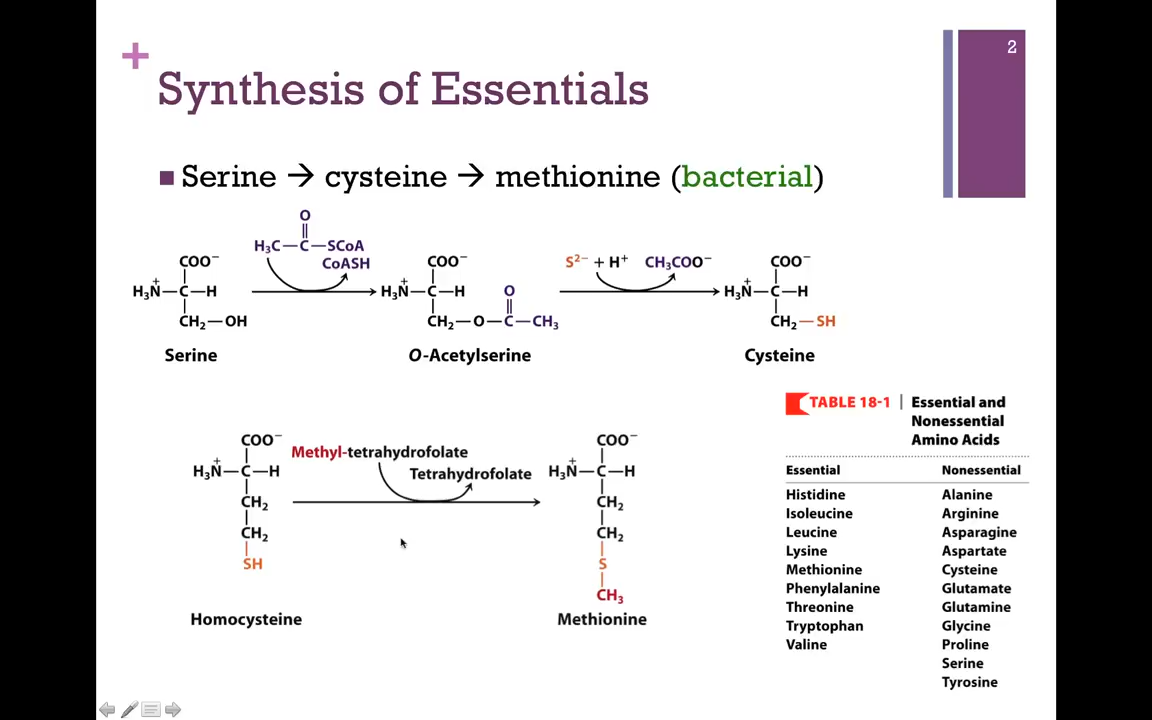 2
+
Synthesis of Essentials
Serine → cysteine → methionine (bacterial)
O
H₃C—C—SCoA
CoASH
COO⁻
H₃N⁺—C—H
CH₂—OH
Serine
COO⁻
H₃N⁺—C—H
O
CH₂—O—C—CH₃
O-Acetylserine
S²⁻ + H⁺ CH₃COO⁻
COO⁻
H₃N⁺—C—H
CH₂—SH
Cysteine
COO⁻
H₃N⁺—C—H
CH₂
CH₂
SH
Homocysteine
Methyl-tetrahydrofolate
Tetrahydrofolate
COO⁻
H₃N⁺—C—H
CH₂
CH₂
S
CH₃
Methionine
TABLE 18-1 | Essential and
Nonessential
Amino Acids
Essential Nonessential
Histidine Alanine
Isoleucine Arginine
Leucine Asparagine
Lysine Aspartate
Methionine Cysteine
Phenylalanine Glutamate
Threonine Glutamine
Tryptophan Glycine
Valine Proline
Serine
Tyrosine